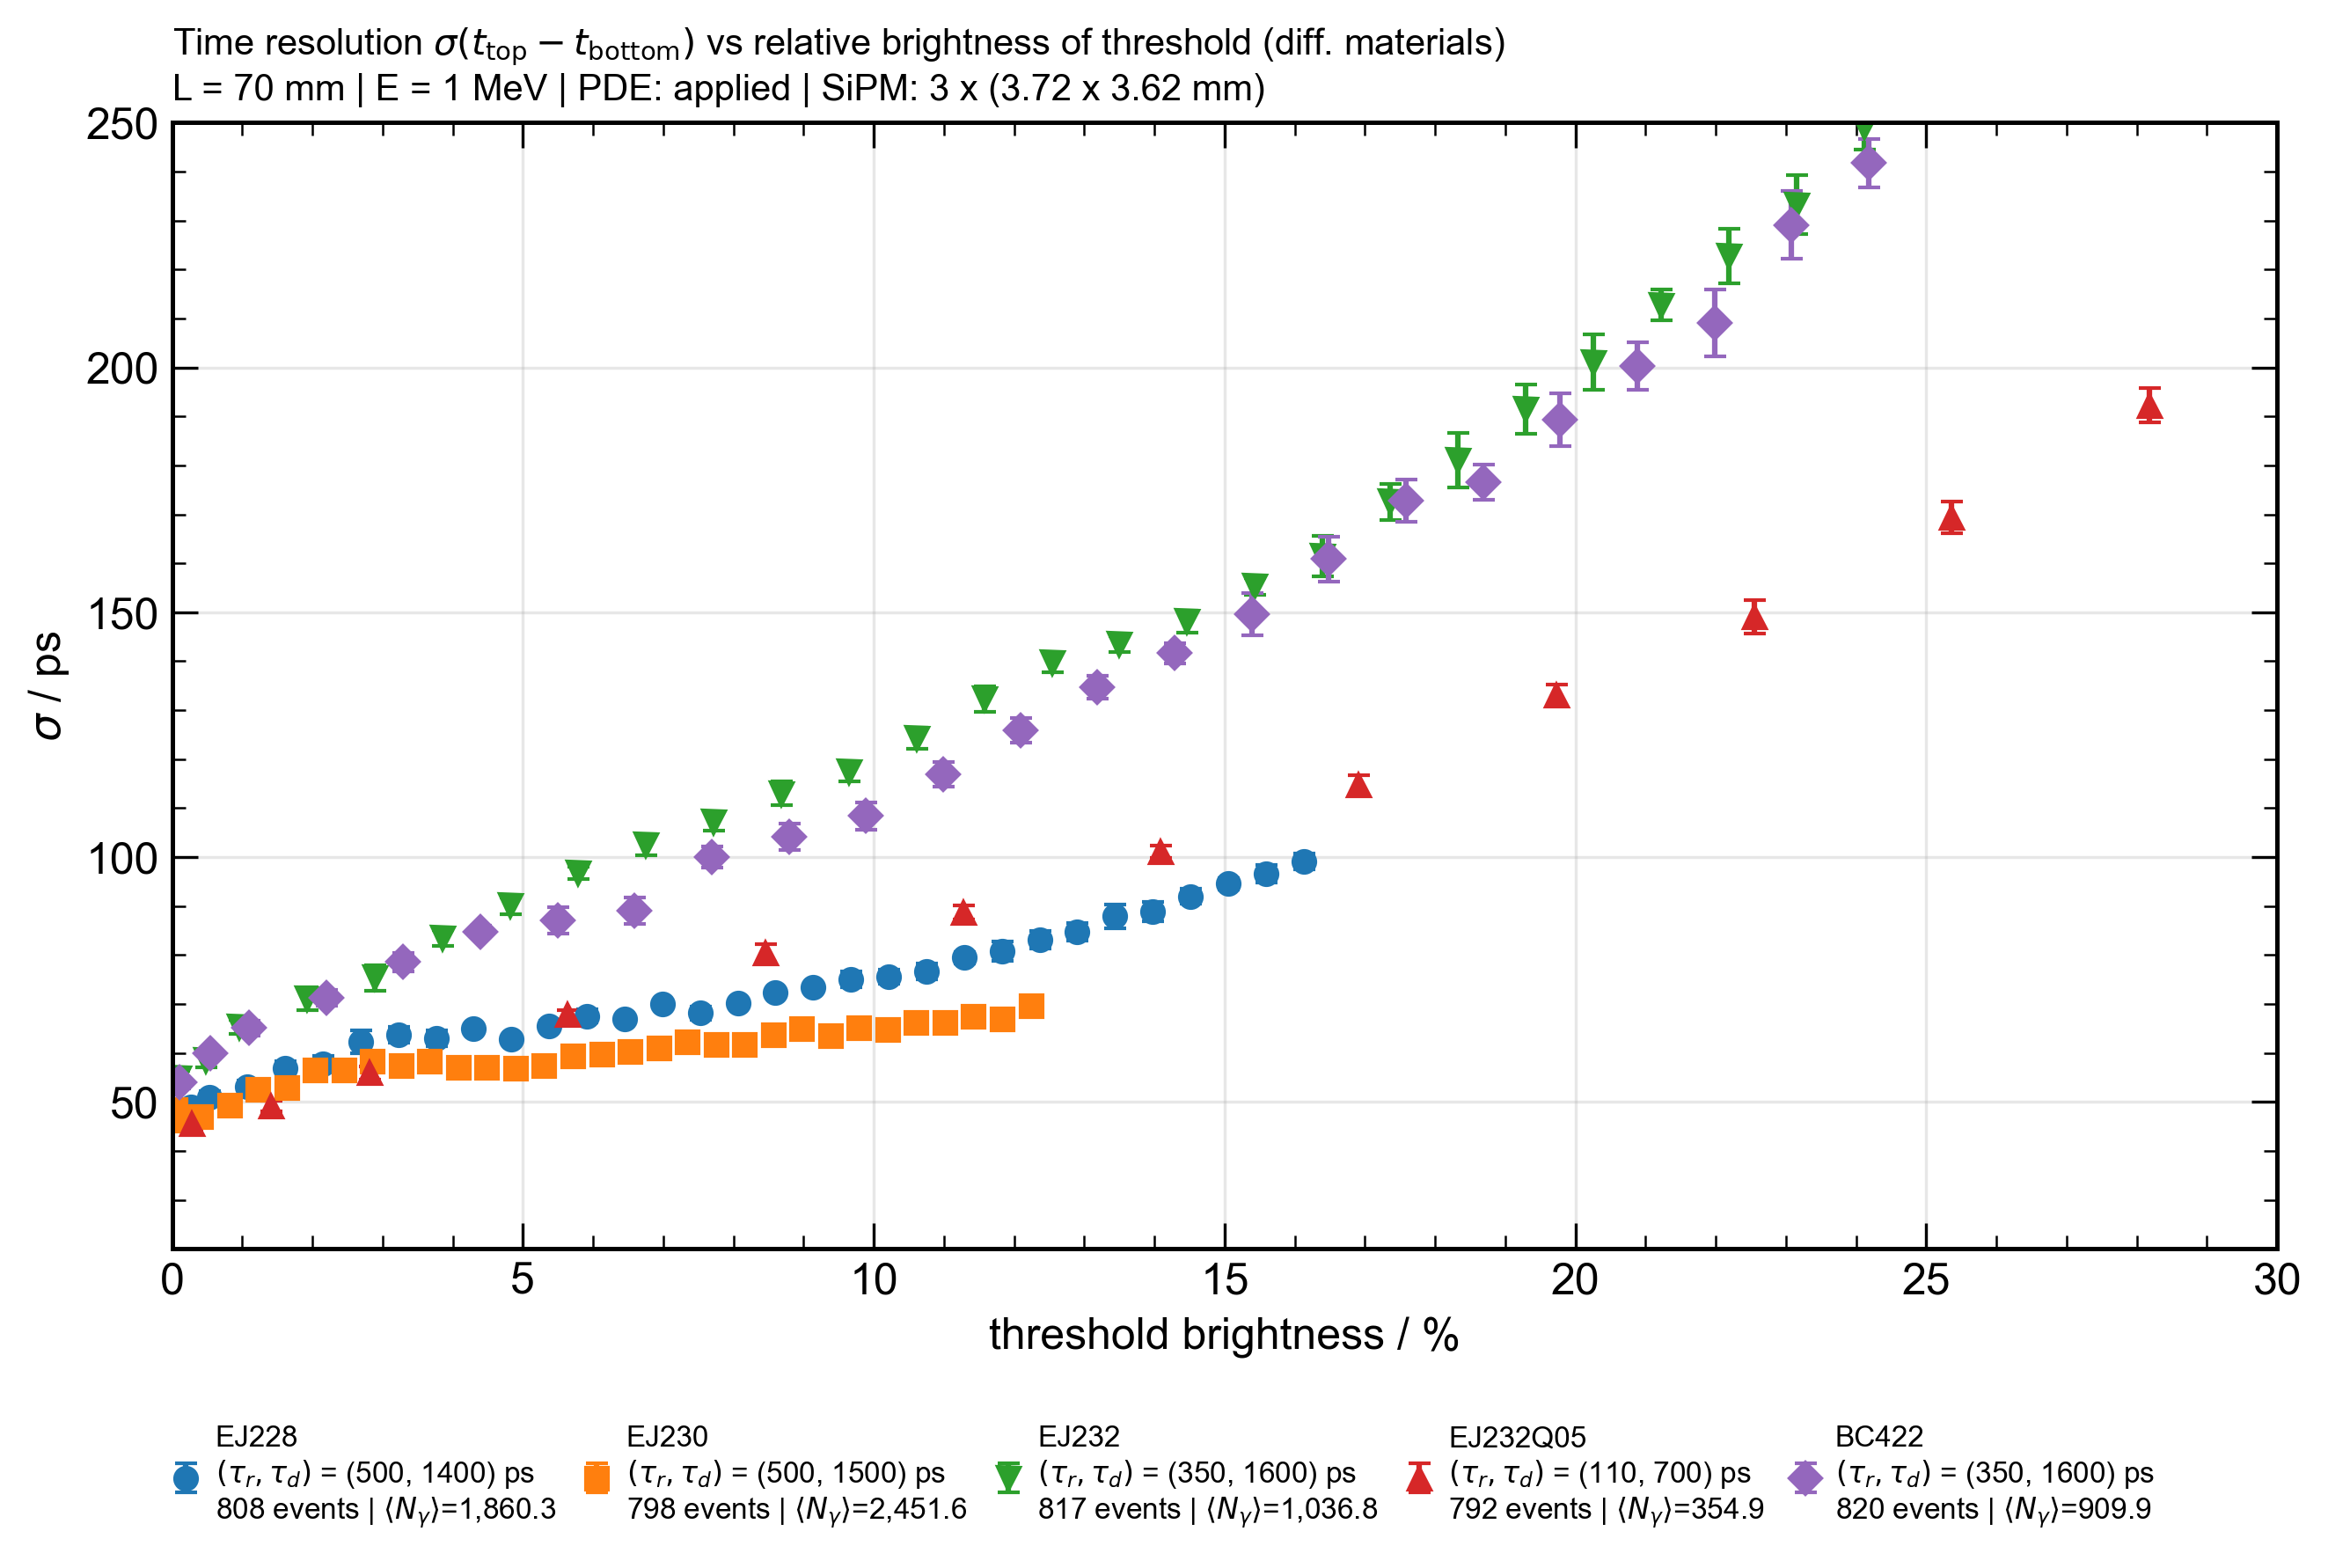 Time resolution σ(t_top − t_bottom) vs relative brightness of threshold (diff. materials)
L = 70 mm | E = 1 MeV | PDE: applied | SiPM: 3 x (3.72 x 3.62 mm)
250
200
150
100
50
σ / ps
0 5 10 15 20 25 30
threshold brightness / %
EJ228
(τ_r, τ_d) = (500, 1400) ps
808 events | ⟨N_γ⟩=1,860.3
EJ230
(τ_r, τ_d) = (500, 1500) ps
798 events | ⟨N_γ⟩=2,451.6
EJ232
(τ_r, τ_d) = (350, 1600) ps
817 events | ⟨N_γ⟩=1,036.8
EJ232Q05
(τ_r, τ_d) = (110, 700) ps
792 events | ⟨N_γ⟩=354.9
BC422
(τ_r, τ_d) = (350, 1600) ps
820 events | ⟨N_γ⟩=909.9